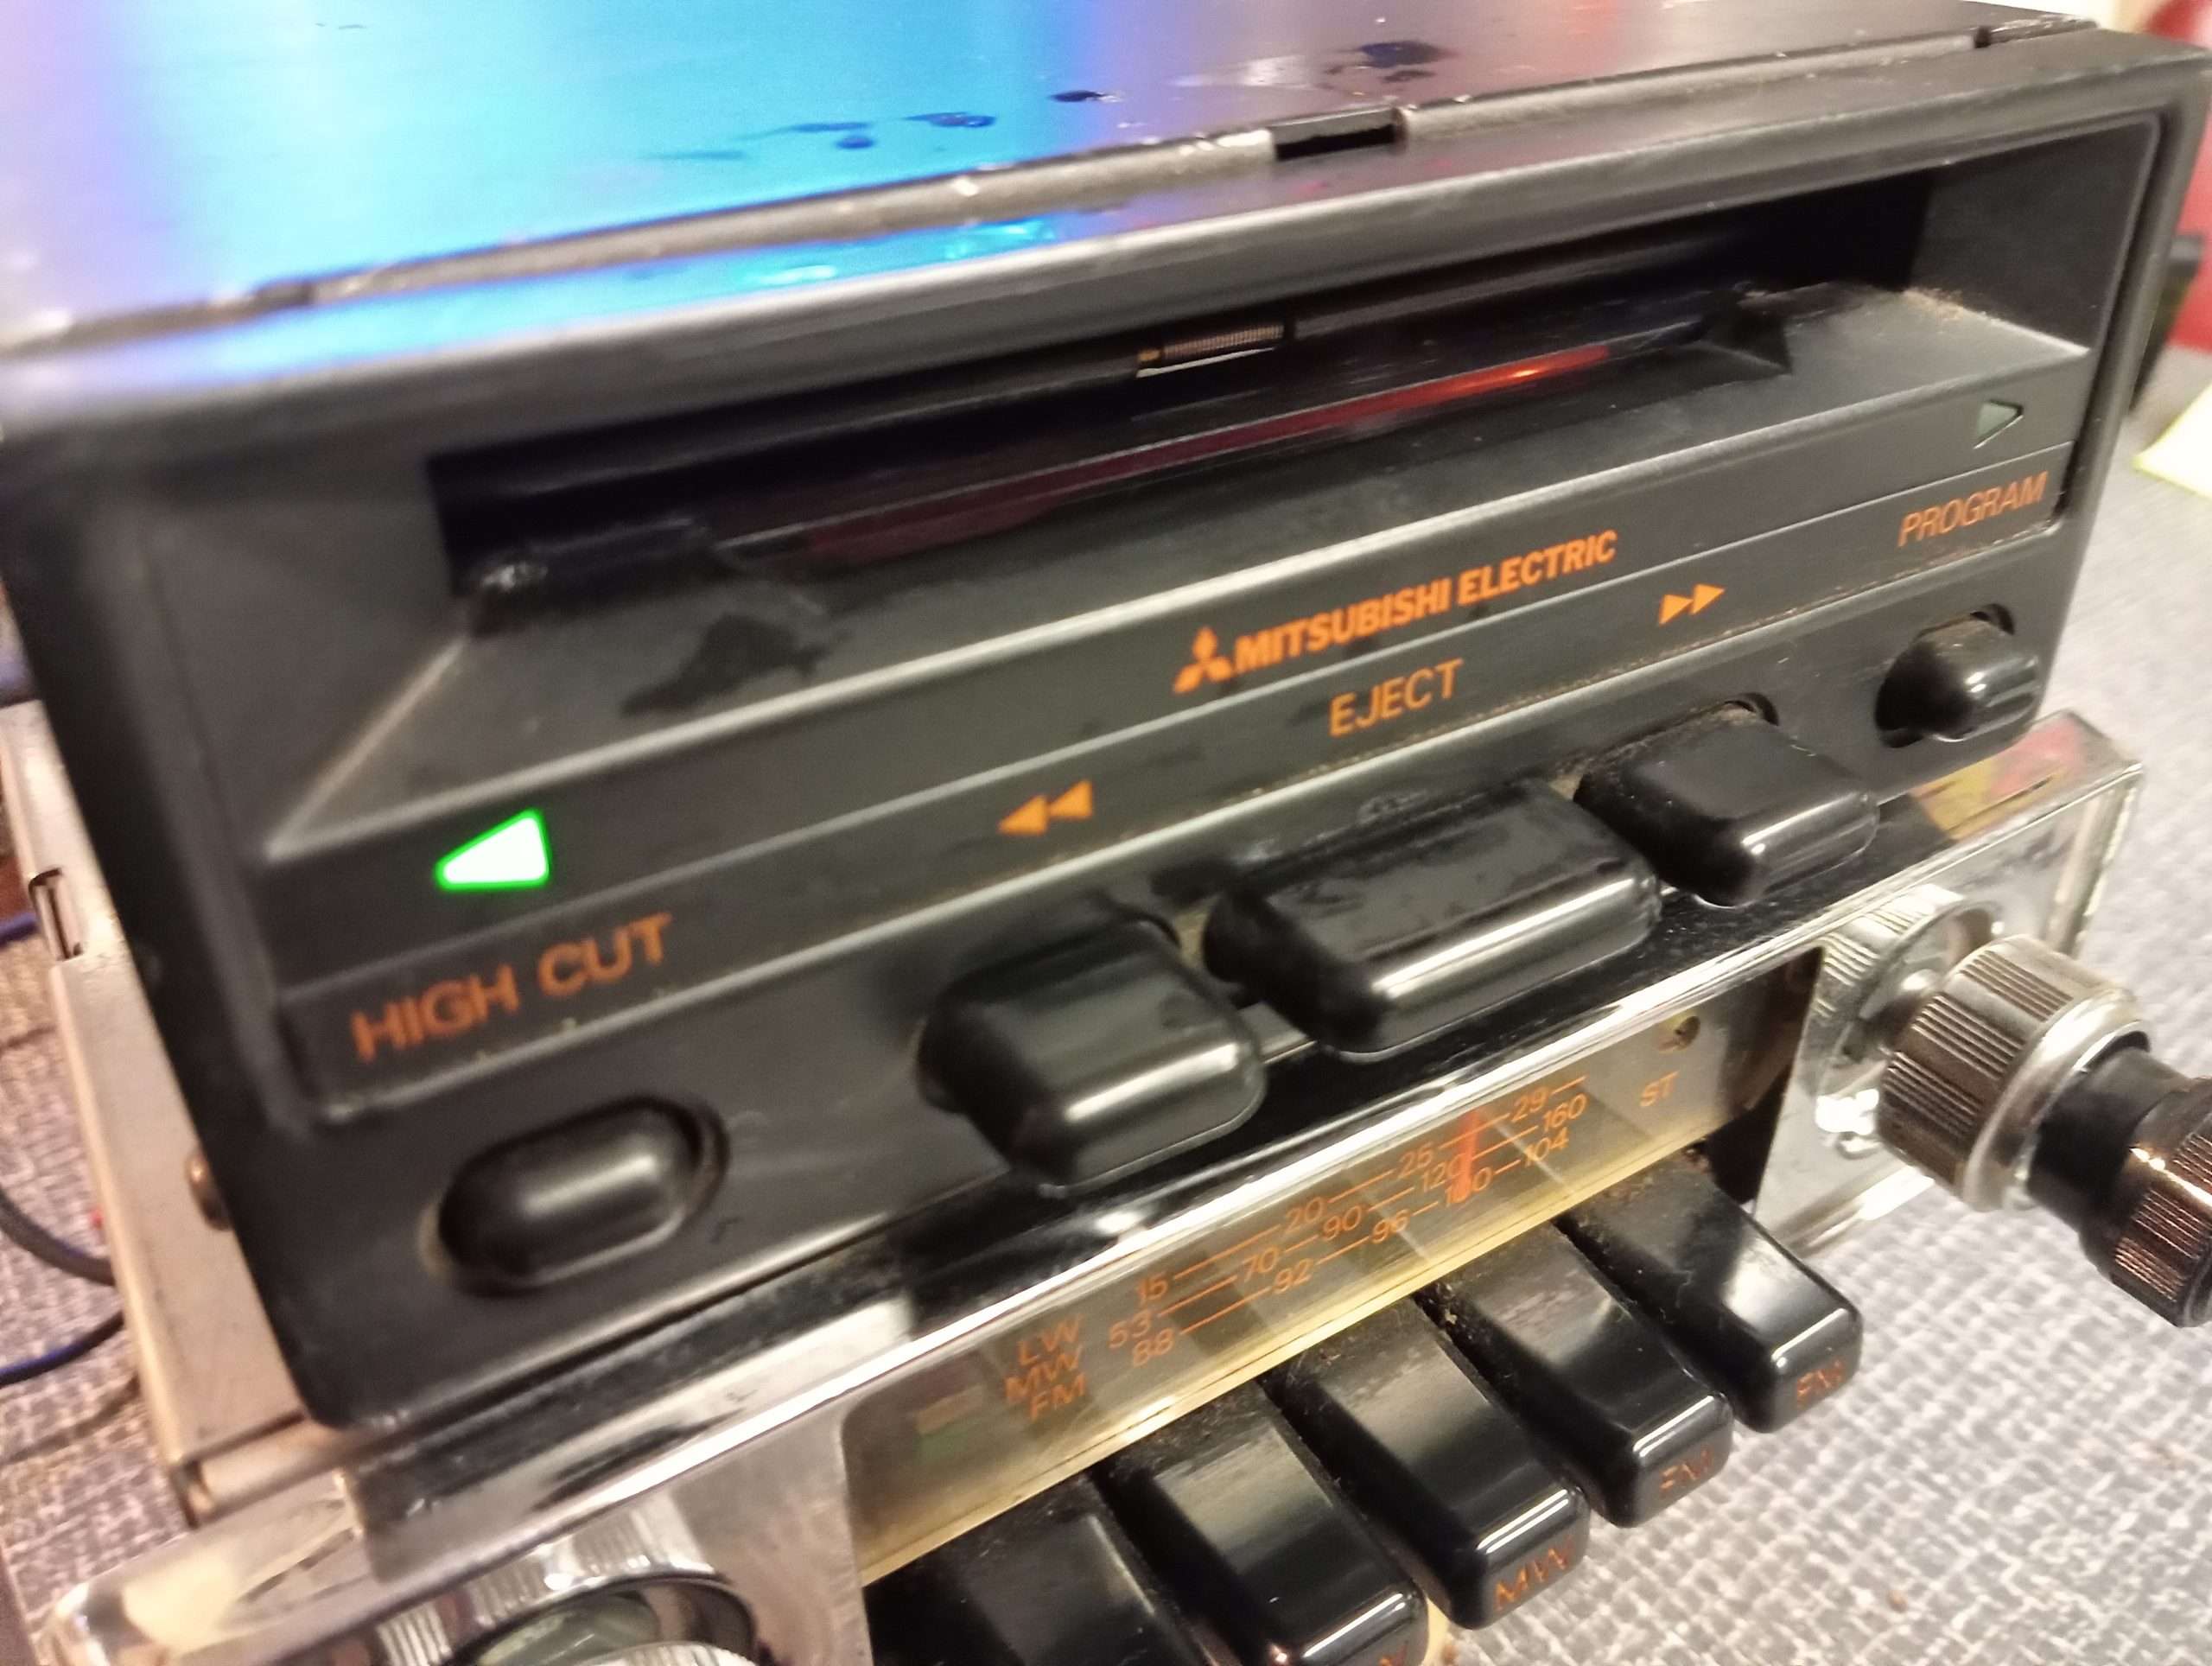 MITSUBISHI ELECTRIC
PROGRAM
EJECT
HIGH CUT
ST
LW 15 20 25 29
MW 53 70 90 120 160
FM 88 92 96 100 104
FM
FM
MW